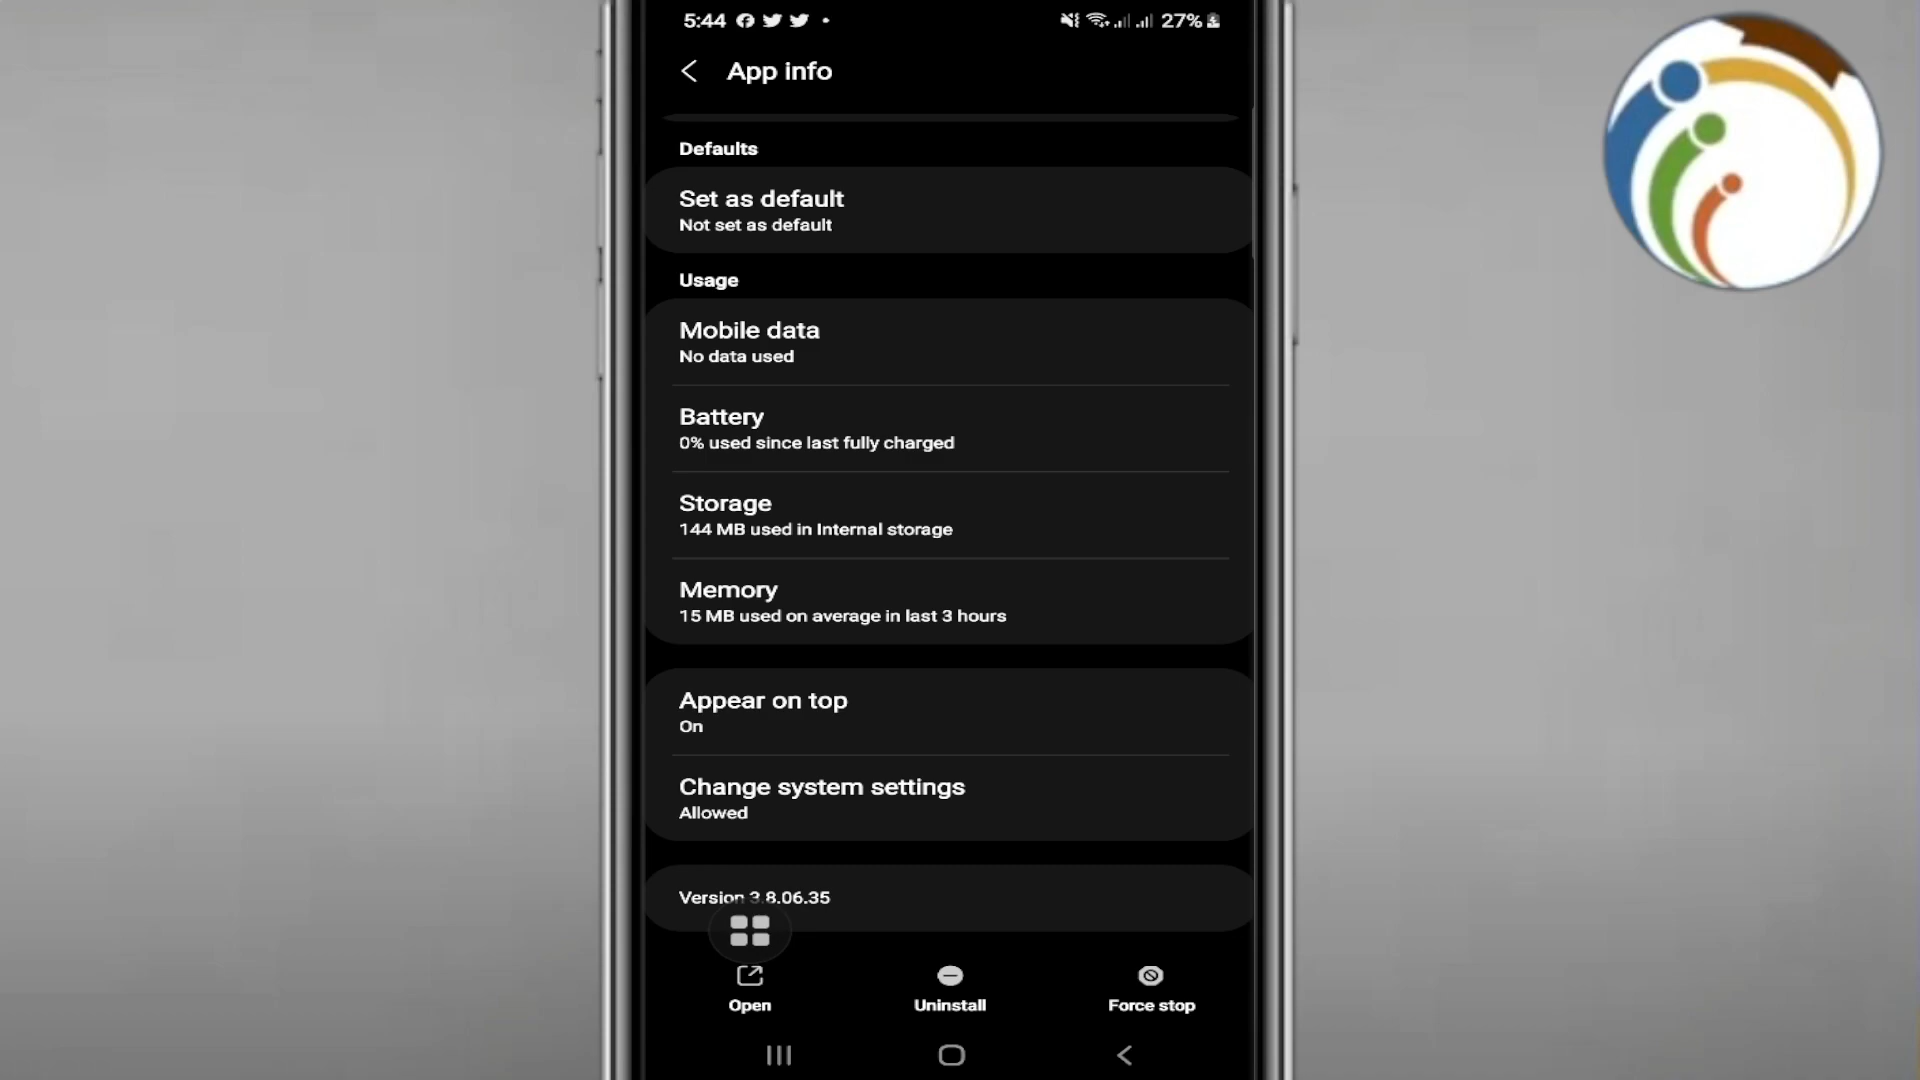 5:44
27%
App info
Defaults
Set as default
Not set as default
Usage
Mobile data
No data used
Battery
0% used since last fully charged
Storage
144 MB used in Internal storage
Memory
15 MB used on average in last 3 hours
Appear on top
On
Change system settings
Allowed
Version 3.8.06.35
Open
Uninstall
Force stop